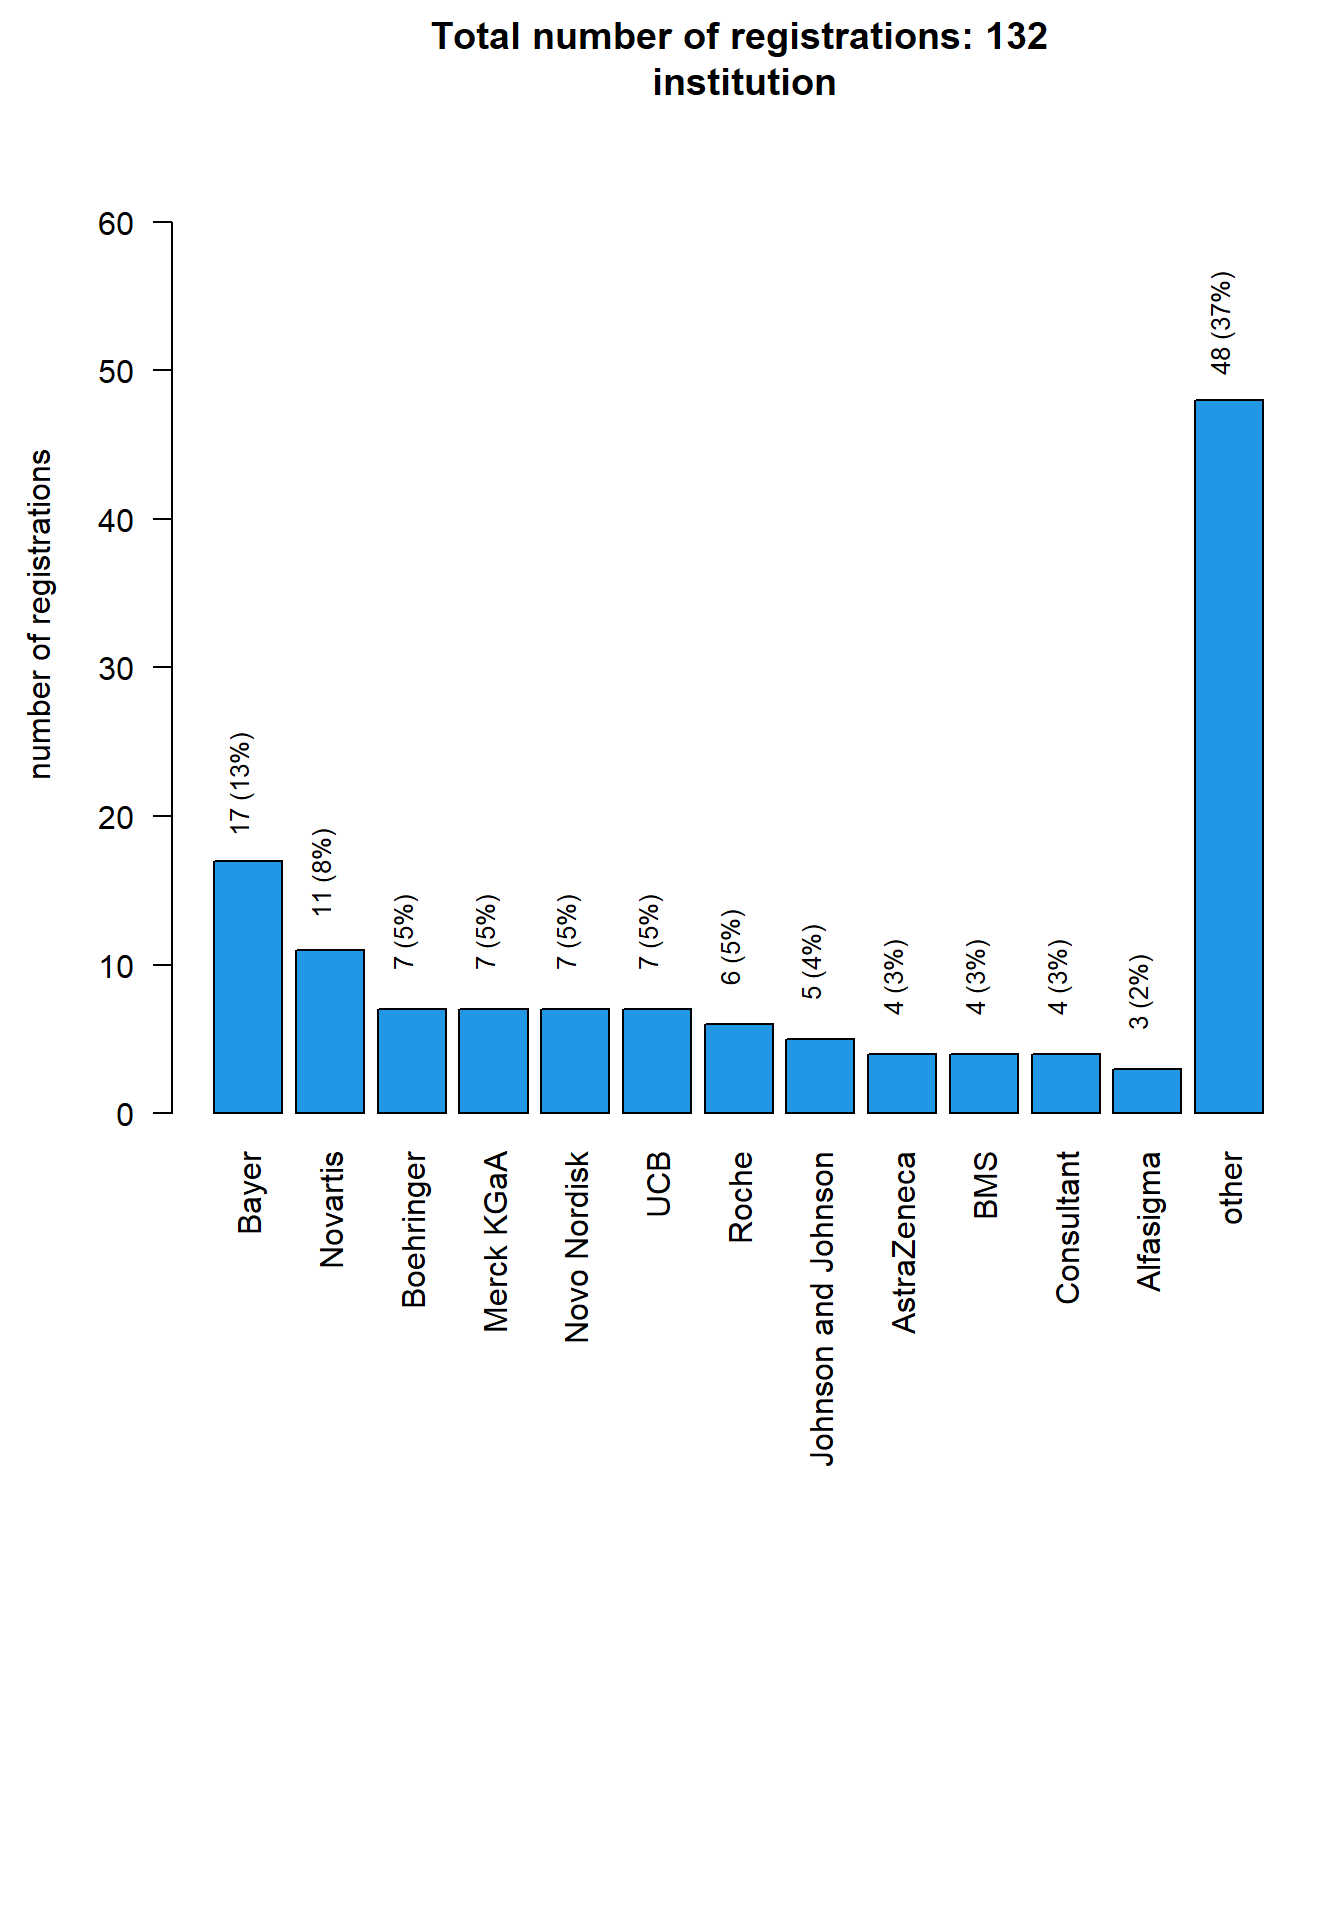 Total number of registrations: 132
institution
number of registrations
60
50
40
30
20
10
0
17 (13%)
11 (8%)
7 (5%)
7 (5%)
7 (5%)
7 (5%)
6 (5%)
5 (4%)
4 (3%)
4 (3%)
4 (3%)
3 (2%)
48 (37%)
Bayer
Novartis
Boehringer
Merck KGaA
Novo Nordisk
UCB
Roche
Johnson and Johnson
AstraZeneca
BMS
Consultant
Alfasigma
other